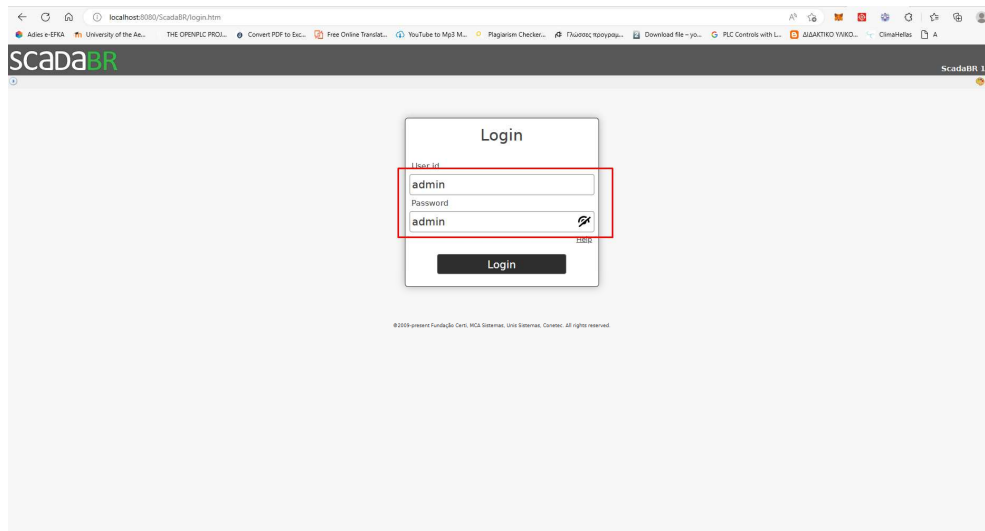 localhost:8080/ScadaBR/login.htm
Adies e-EFKA University of the Ae... THE OPENPLC PROJ... Convert PDF to Exc... Free Online Translat... YouTube to Mp3 M... Plagiarism Checker... Γλώσσες προγραμ... Download file – yo... PLC Controls with L... ΔΙΔΑΚΤΙΚΟ ΥΛΙΚΟ... ClimaHellas A
SCADABR
ScadaBR 1
Login
User id
admin
Password
admin
Help
Login
©2009-present Fundação Certi, MCA Sistemas, Unis Sistemas, Conetec. All rights reserved.